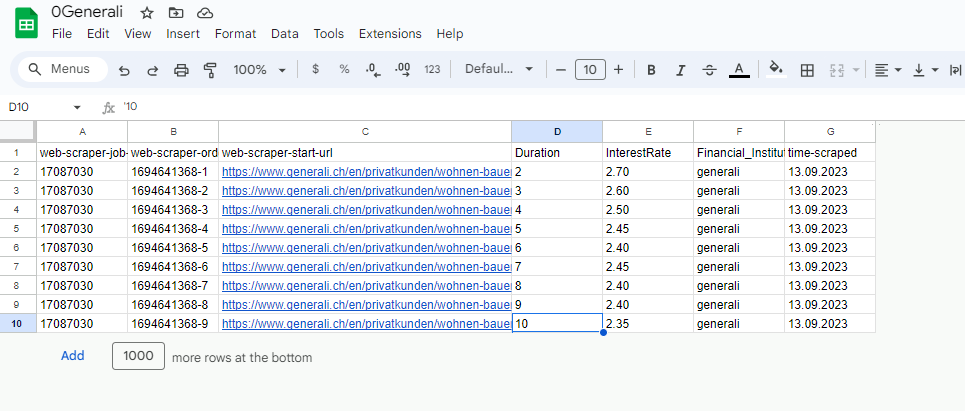 0Generali
File Edit View Insert Format Data Tools Extensions Help
Menus 100% $ % .0 .00 123 Defaul... − 10 + B I S A
D10 fx '10
A B C D E F G
1 web-scraper-job- web-scraper-ord web-scraper-start-url Duration InterestRate Financial_Institut time-scraped
2 17087030 1694641368-1 https://www.generali.ch/en/privatkunden/wohnen-bauen 2 2.70 generali 13.09.2023
3 17087030 1694641368-2 https://www.generali.ch/en/privatkunden/wohnen-bauen 3 2.60 generali 13.09.2023
4 17087030 1694641368-3 https://www.generali.ch/en/privatkunden/wohnen-bauen 4 2.50 generali 13.09.2023
5 17087030 1694641368-4 https://www.generali.ch/en/privatkunden/wohnen-bauen 5 2.45 generali 13.09.2023
6 17087030 1694641368-5 https://www.generali.ch/en/privatkunden/wohnen-bauen 6 2.40 generali 13.09.2023
7 17087030 1694641368-6 https://www.generali.ch/en/privatkunden/wohnen-bauen 7 2.45 generali 13.09.2023
8 17087030 1694641368-7 https://www.generali.ch/en/privatkunden/wohnen-bauen 8 2.40 generali 13.09.2023
9 17087030 1694641368-8 https://www.generali.ch/en/privatkunden/wohnen-bauen 9 2.40 generali 13.09.2023
10 17087030 1694641368-9 https://www.generali.ch/en/privatkunden/wohnen-bauen 10 2.35 generali 13.09.2023
Add 1000 more rows at the bottom